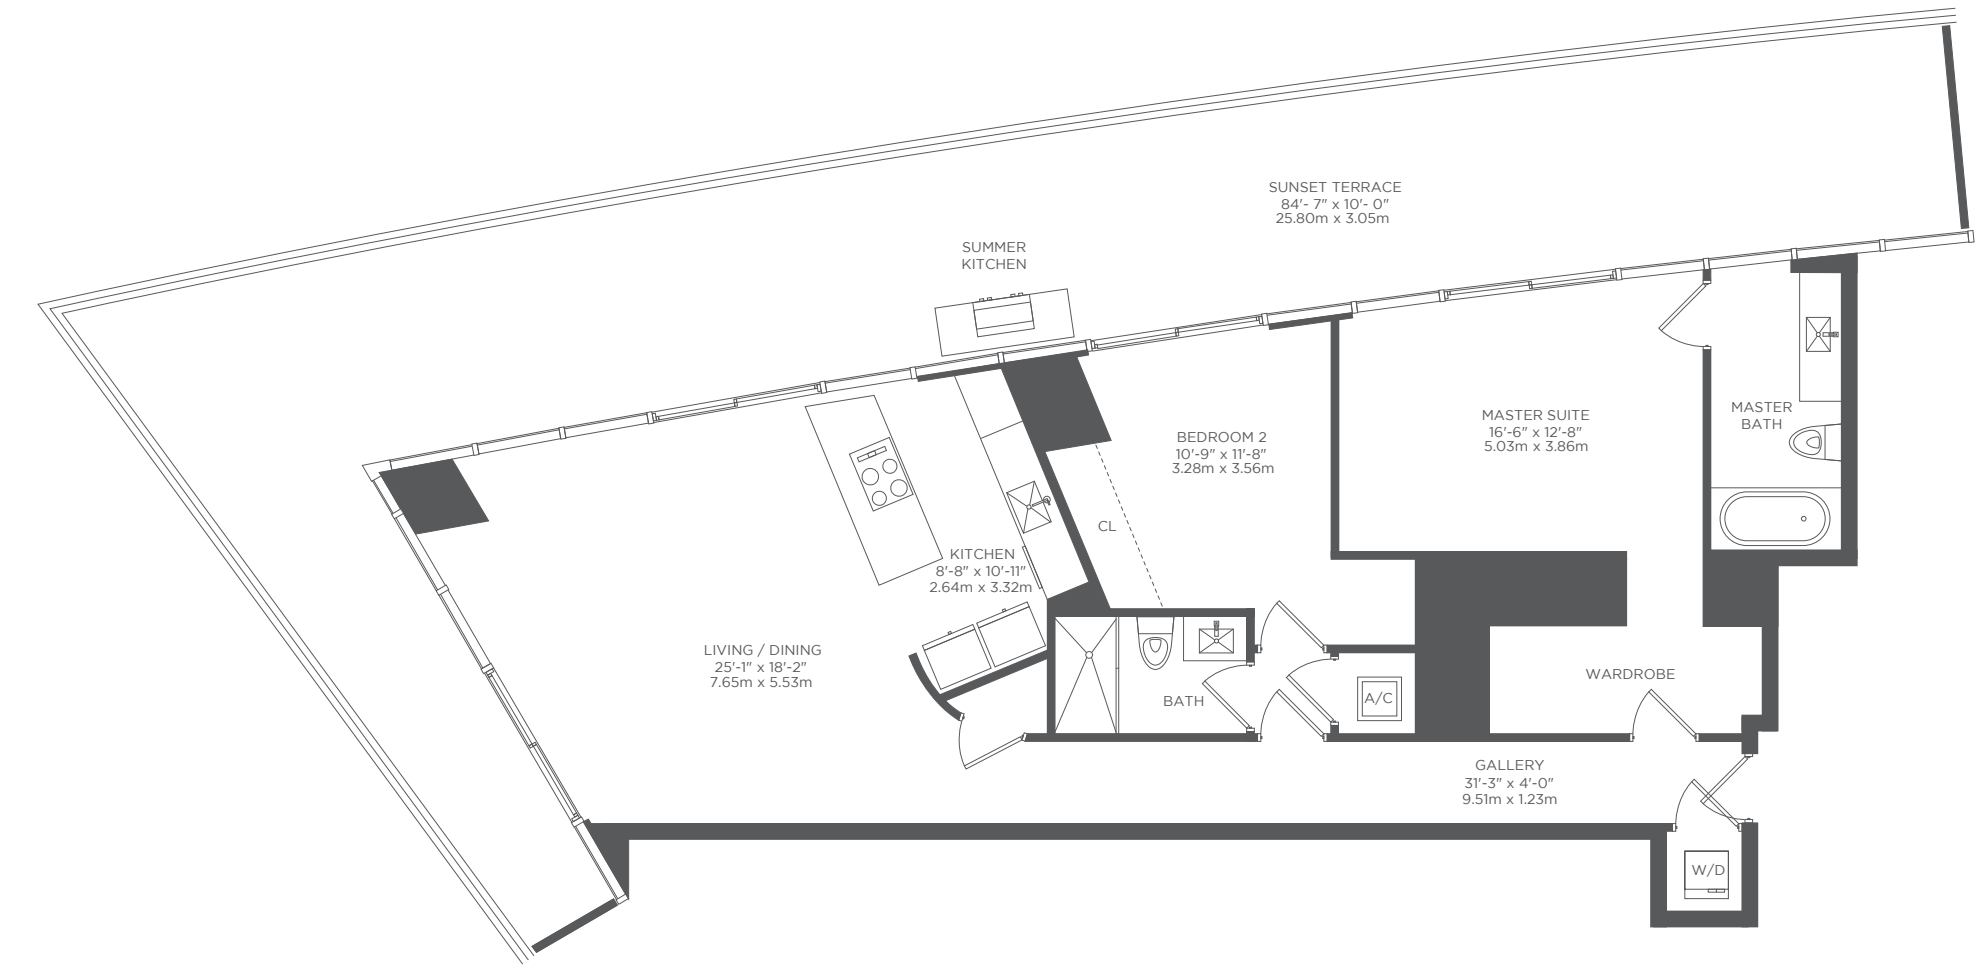 SUNSET TERRACE
84'- 7" x 10'- 0"
25.80m x 3.05m
SUMMER
KITCHEN
MASTER SUITE
16'-6" x 12'-8"
5.03m x 3.86m
MASTER
BATH
BEDROOM 2
10'-9" x 11'-8"
3.28m x 3.56m
CL
KITCHEN
8'-8" x 10'-11"
2.64m x 3.32m
LIVING / DINING
25'-1" x 18'-2"
7.65m x 5.53m
BATH
A/C
WARDROBE
GALLERY
31'-3" x 4'-0"
9.51m x 1.23m
W/D